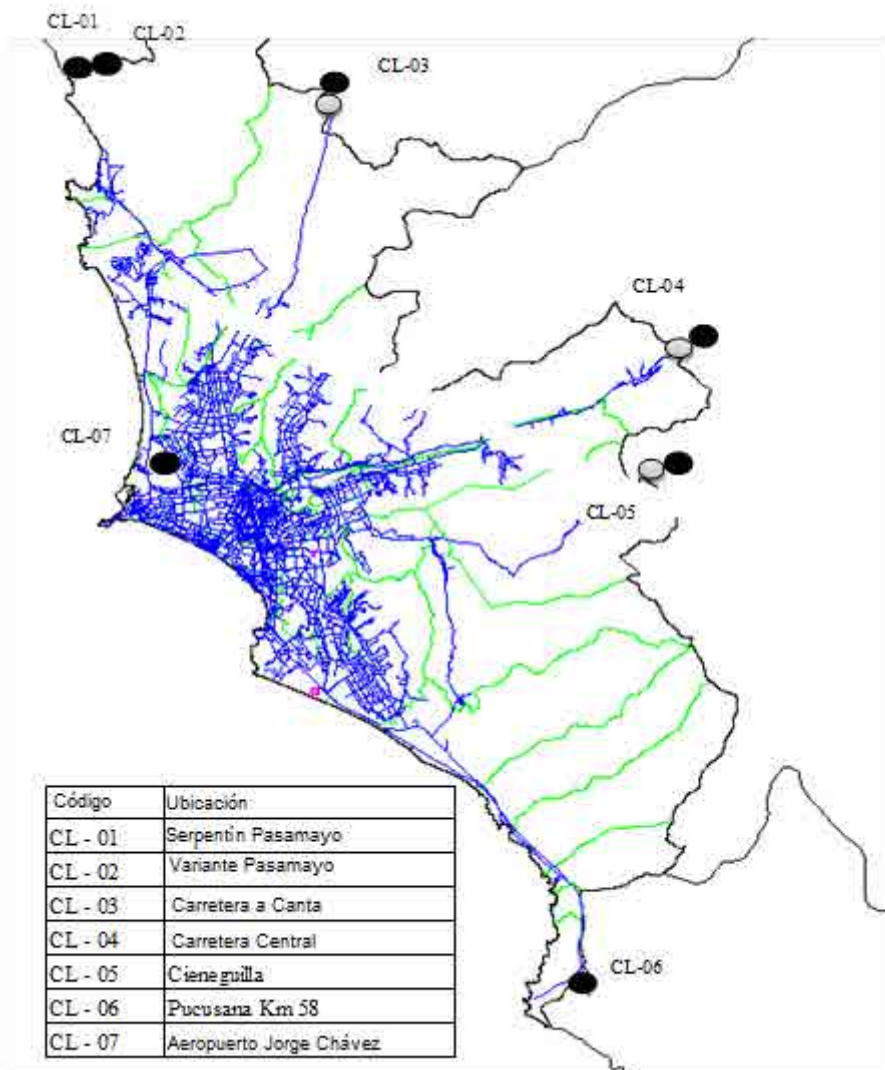 CL-01
CL-02
CL-03
CL-04
CL-07
CL-05
CL-06
Código Ubicación
CL - 01 Serpentín Pasamayo
CL - 02 Variante Pasamayo
CL - 03 Carretera a Canta
CL - 04 Carretera Central
CL - 05 Cieneguilla
CL - 06 Pucusana Km 58
CL - 07 Aeropuerto Jorge Chávez